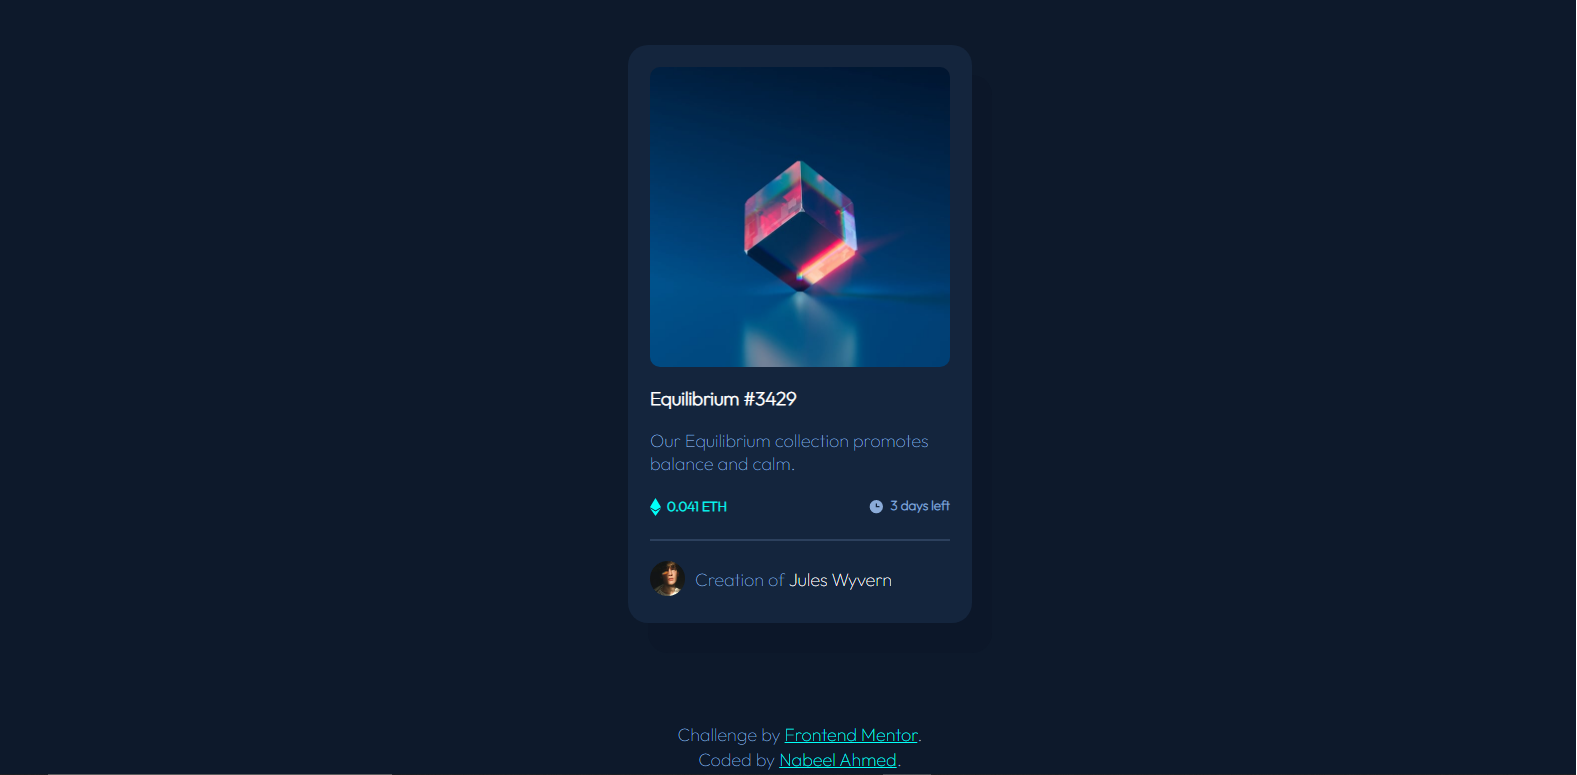 Equilibrium #3429
Our Equilibrium collection promotes
balance and calm.
0.041 ETH
3 days left
Creation of Jules Wyvern
Challenge by Frontend Mentor.
Coded by Nabeel Ahmed.